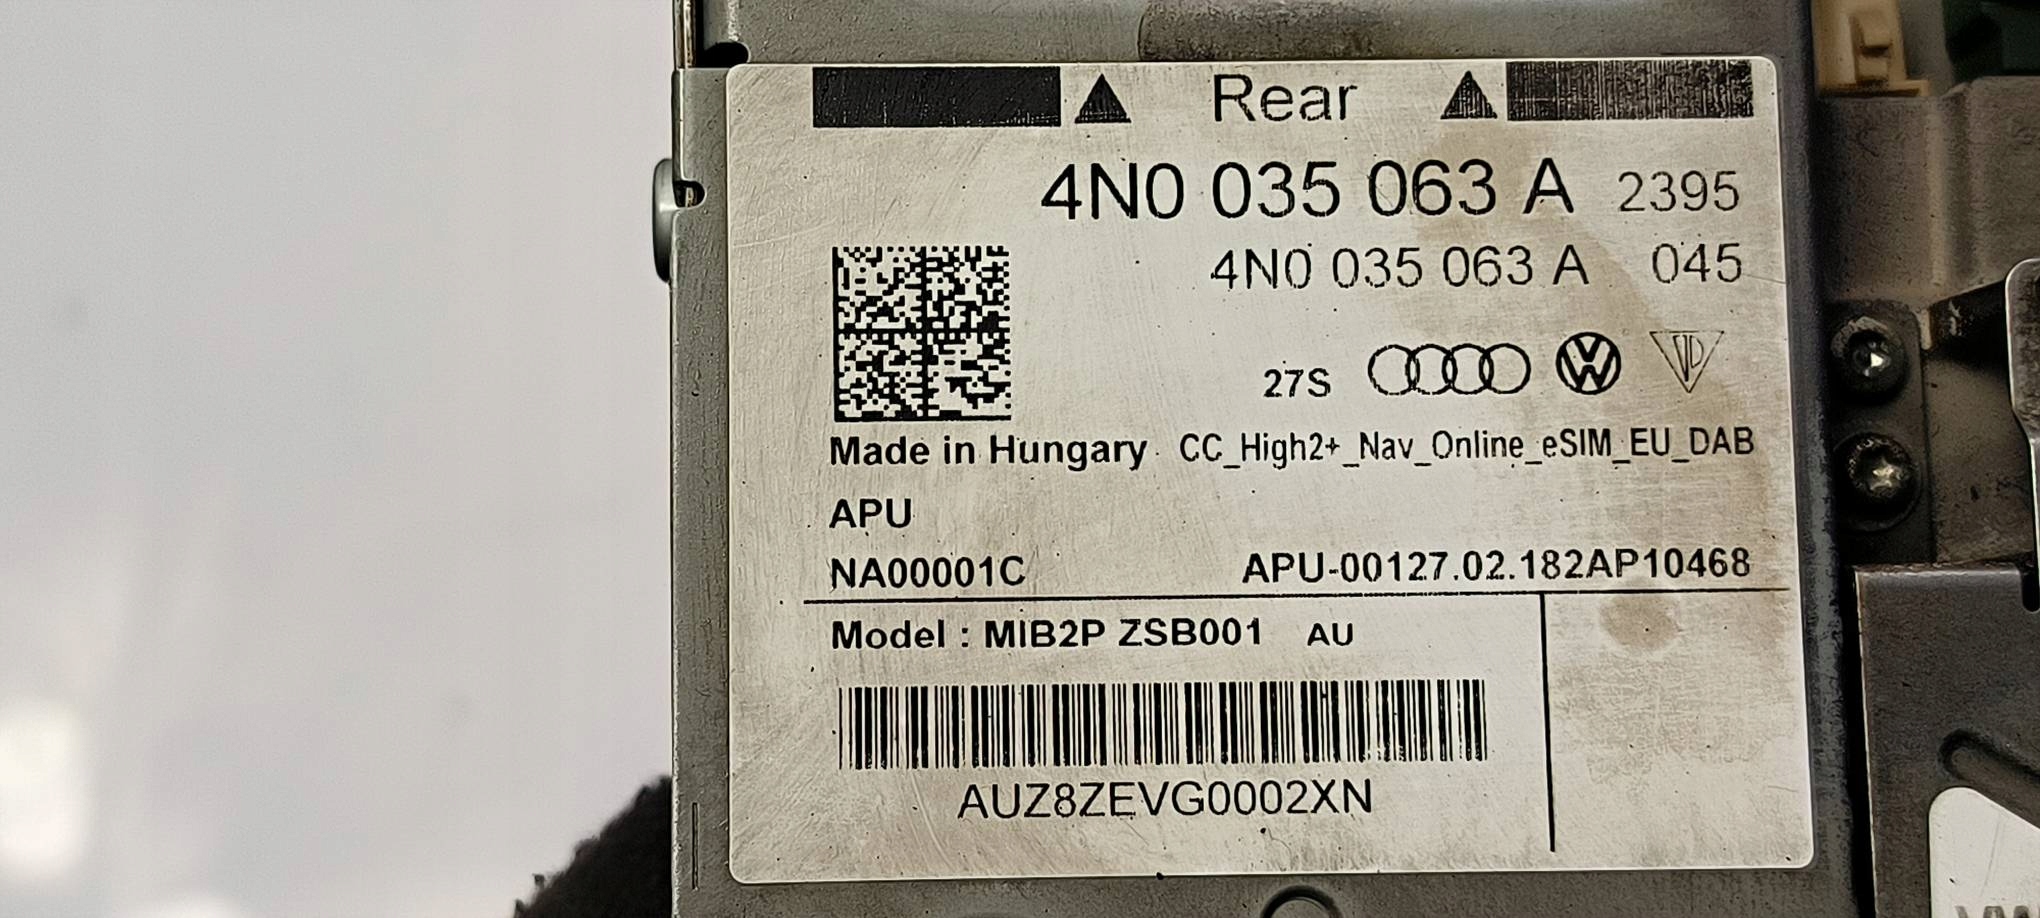 Rear
4N0 035 063 A 2395
4N0 035 063 A 045
27S
Made in Hungary CC_High2+_Nav_Online_eSIM_EU_DAB
APU
NA00001C APU-00127.02.182AP10468
Model : MIB2P ZSB001 AU
AUZ8ZEVG0002XN